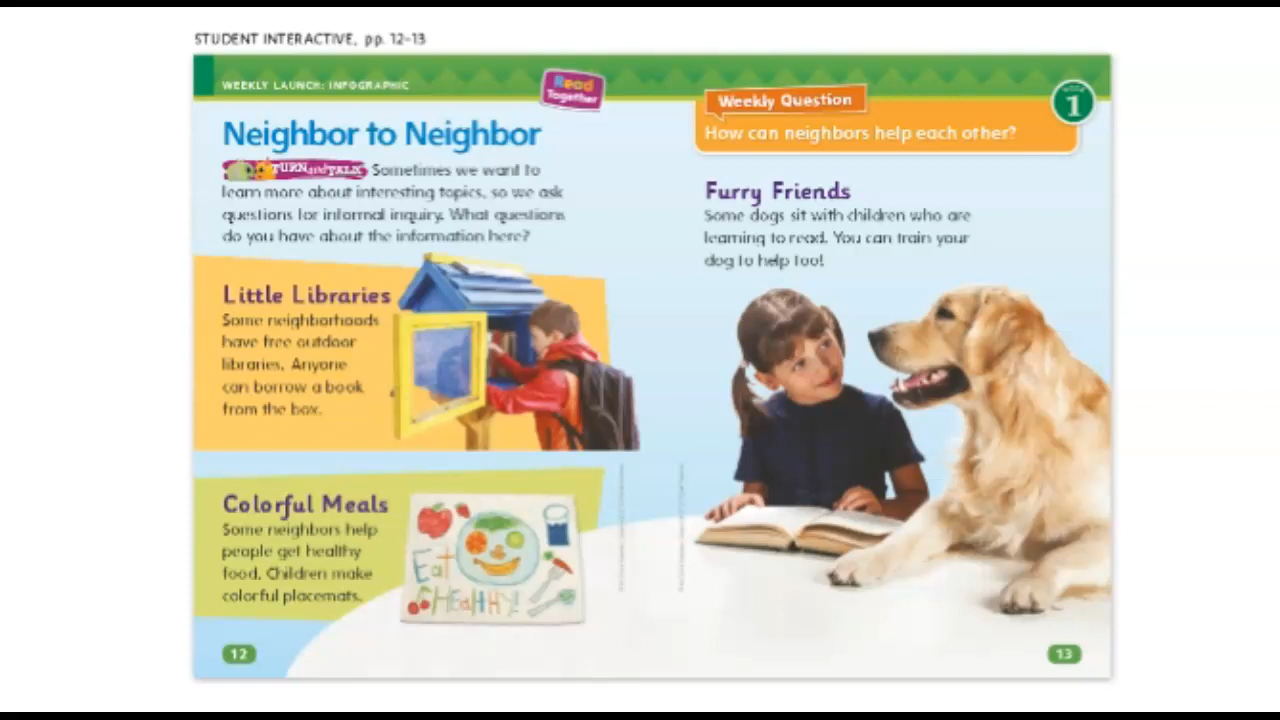 STUDENT INTERACTIVE, pp. 12–13
WEEKLY LAUNCH: INFOGRAPHIC
Read
Together
Neighbor to Neighbor
TURN and TALK Sometimes we want to
learn more about interesting topics, so we ask
questions for informal inquiry. What questions
do you have about the information here?
Little Libraries
Some neighborhoods
have free outdoor
libraries. Anyone
can borrow a book
from the box.
Colorful Meals
Some neighbors help
people get healthy
food. Children make
colorful placemats.
Eat
HEaltHY!
12
Weekly Question
How can neighbors help each other?
1
Furry Friends
Some dogs sit with children who are
learning to read. You can train your
dog to help too!
13